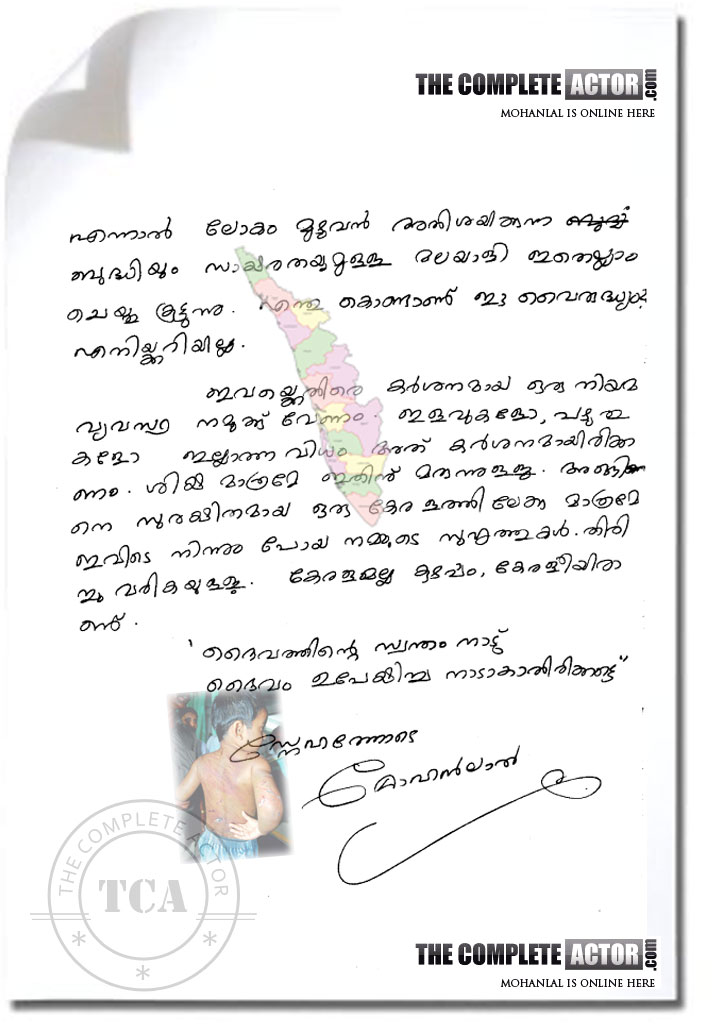 THE COMPLETE ACTOR.com
MOHANLAL IS ONLINE HERE
എന്നാൽ ലോകം മുഴുവൻ അതിശയിക്കുന്ന
ബുദ്ധിയും സാക്ഷരതയുമുള്ള മലയാളി ഇതെല്ലാം
ചെയ്തു കൂട്ടുന്നു. എന്തു കൊണ്ടാണ് ഈ വൈരുദ്ധ്യം?
എനിയ്ക്കറിയില്ല.
ഇവയ്ക്കെതിരെ കർശനമായ ഒരു നിയമ
വ്യവസ്ഥ നമുക്ക് വേണം. ഇളവുകളോ, പഴുതു
കളോ ഇല്ലാത്ത വിധം അത് കർശനമായിരിക്ക
ണം. ശിക്ഷ മാത്രമേ ഇതിന് മരുന്നുള്ളൂ. അങ്ങി
നെ സുരക്ഷിതമായ ഒരു കേരളത്തിലേക്കു മാത്രമേ
ഇവിടെ നിന്നും പോയ നമ്മുടെ സുഹൃത്തുകൾ. തിരി
ച്ചു വരികയുള്ളൂ. കേരളമല്ല കുഴപ്പം, കേരളീയിതാ
ണ്.
'ദൈവത്തിന്റെ സ്വന്തം നാട്ട്
ദൈവം ഉപേക്ഷിച്ച നാടാകാതിരിക്കട്ടെ'
സ്നേഹത്തോടെ
മോഹൻലാൽ
THE COMPLETE ACTOR
TCA
THE COMPLETE ACTOR.com
MOHANLAL IS ONLINE HERE